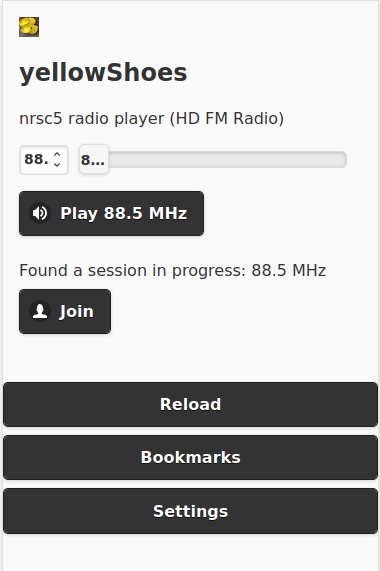 yellowShoes
nrsc5 radio player (HD FM Radio)
88. 8...
Play 88.5 MHz
Found a session in progress: 88.5 MHz
Join
Reload
Bookmarks
Settings